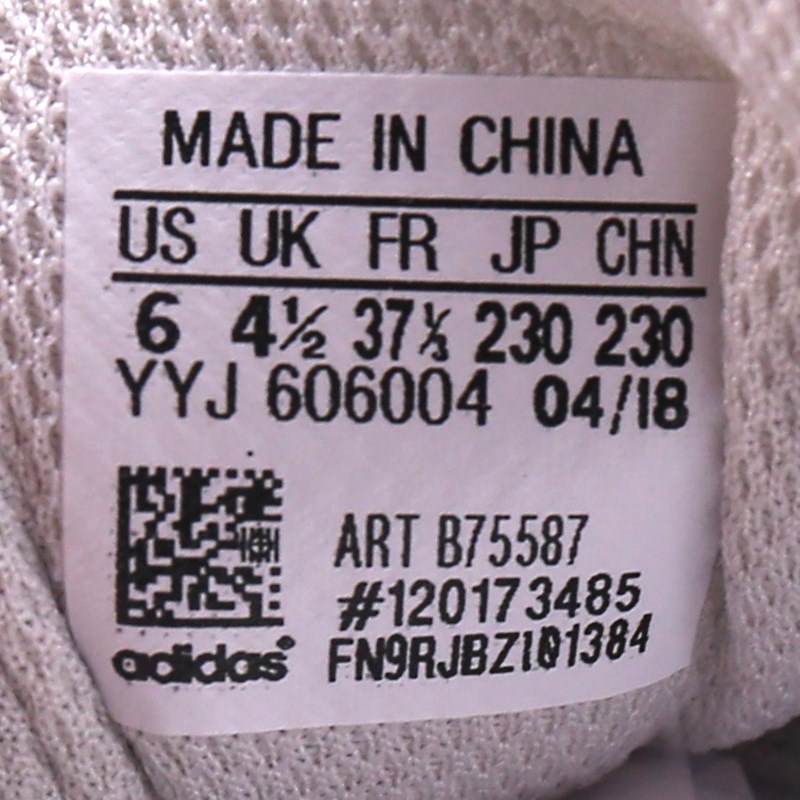 MADE IN CHINA
US UK FR JP CHN
6 4½ 37⅓ 230 230
YYJ 606004 04/18
ART B75587
#120173485
adidas®